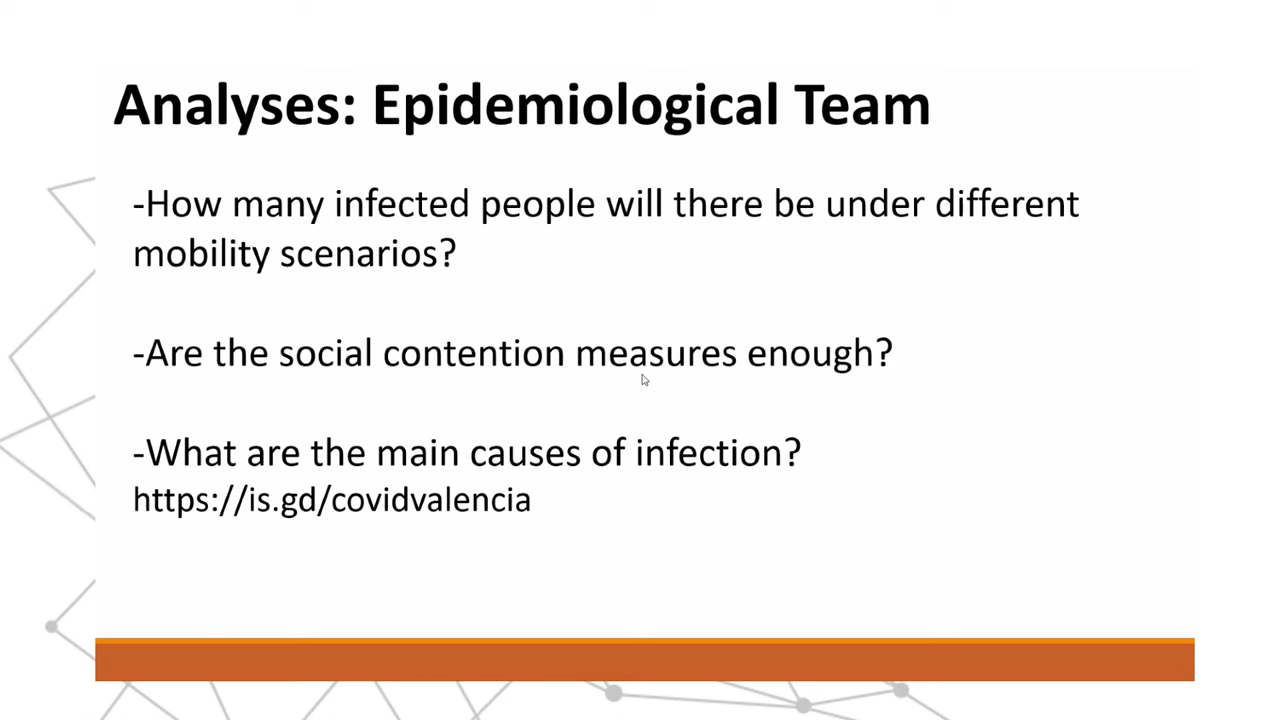 Analyses: Epidemiological Team
-How many infected people will there be under different
mobility scenarios?
-Are the social contention measures enough?
-What are the main causes of infection?
https://is.gd/covidvalencia